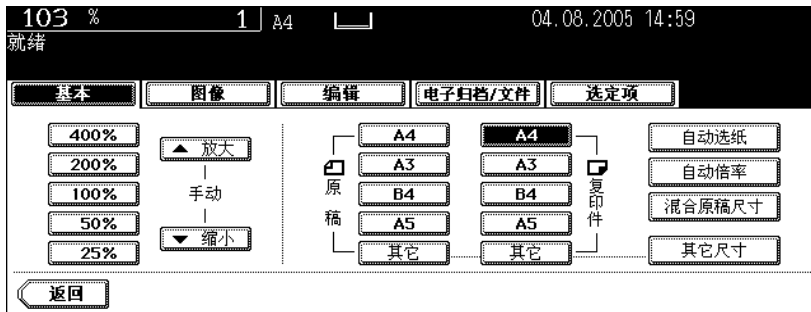 103 % 1 A4 04.08.2005 14:59
就绪
基本 图像 编辑 电子归档/文件 选定项
400% 放大 A4 A4 自动选纸
200% A3 A3 自动倍率
100% 手动 原稿 B4 B4 复印件 混合原稿尺寸
50% 缩小 A5 A5
25% 其它 其它 其它尺寸
返回